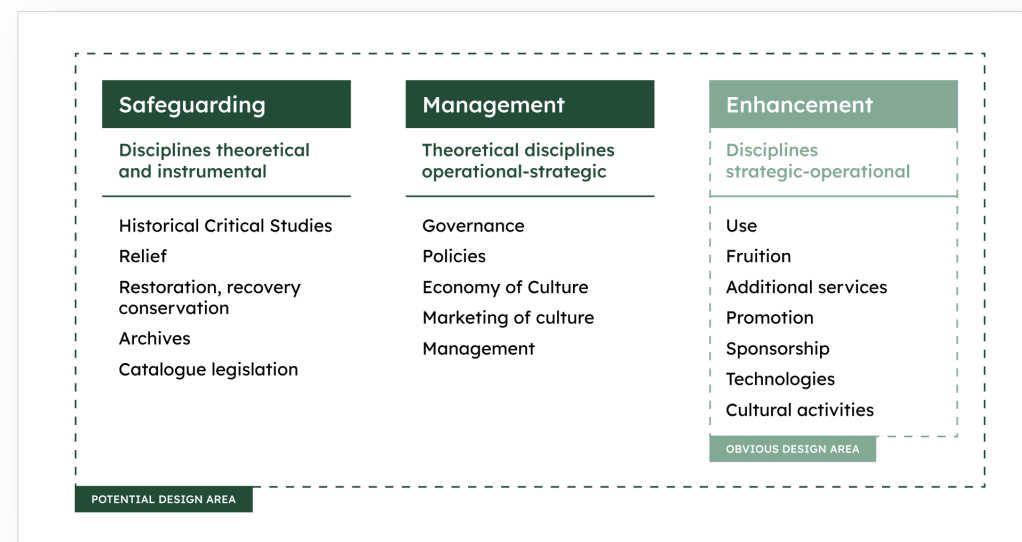 Safeguarding
Disciplines theoretical
and instrumental
Historical Critical Studies
Relief
Restoration, recovery
conservation
Archives
Catalogue legislation
Management
Theoretical disciplines
operational-strategic
Governance
Policies
Economy of Culture
Marketing of culture
Management
Enhancement
Disciplines
strategic-operational
Use
Fruition
Additional services
Promotion
Sponsorship
Technologies
Cultural activities
OBVIOUS DESIGN AREA
POTENTIAL DESIGN AREA